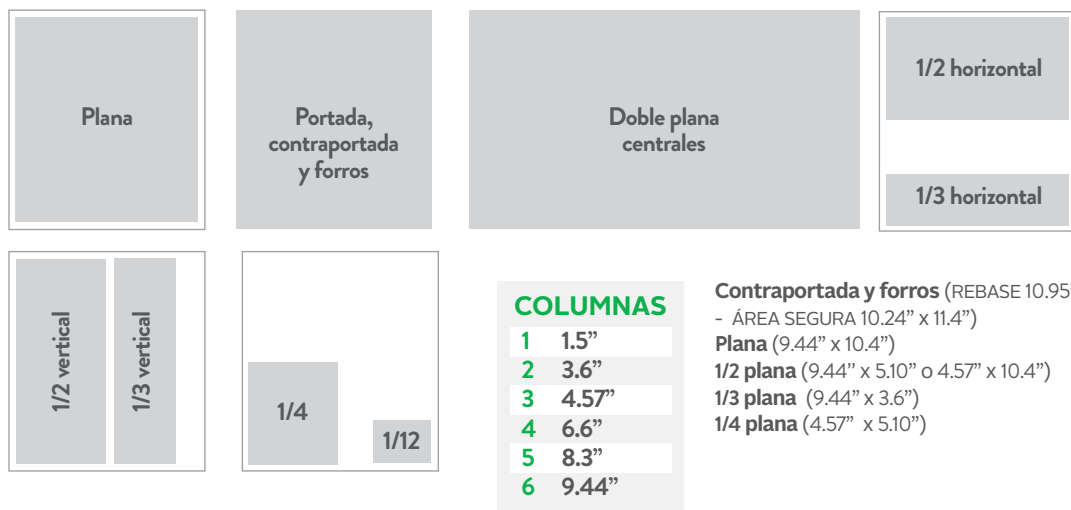 Plana
Portada,
contraportada
y forros
Doble plana
centrales
1/2 horizontal
1/3 horizontal
1/2 vertical
1/3 vertical
1/4
1/12
COLUMNAS
1 1.5”
2 3.6”
3 4.57”
4 6.6”
5 8.3”
6 9.44”
Contraportada y forros (REBASE 10.95”
- ÁREA SEGURA 10.24” x 11.4”)
Plana (9.44” x 10.4”)
1/2 plana (9.44’’ x 5.10” o 4.57” x 10.4”)
1/3 plana (9.44” x 3.6”)
1/4 plana (4.57” x 5.10”)